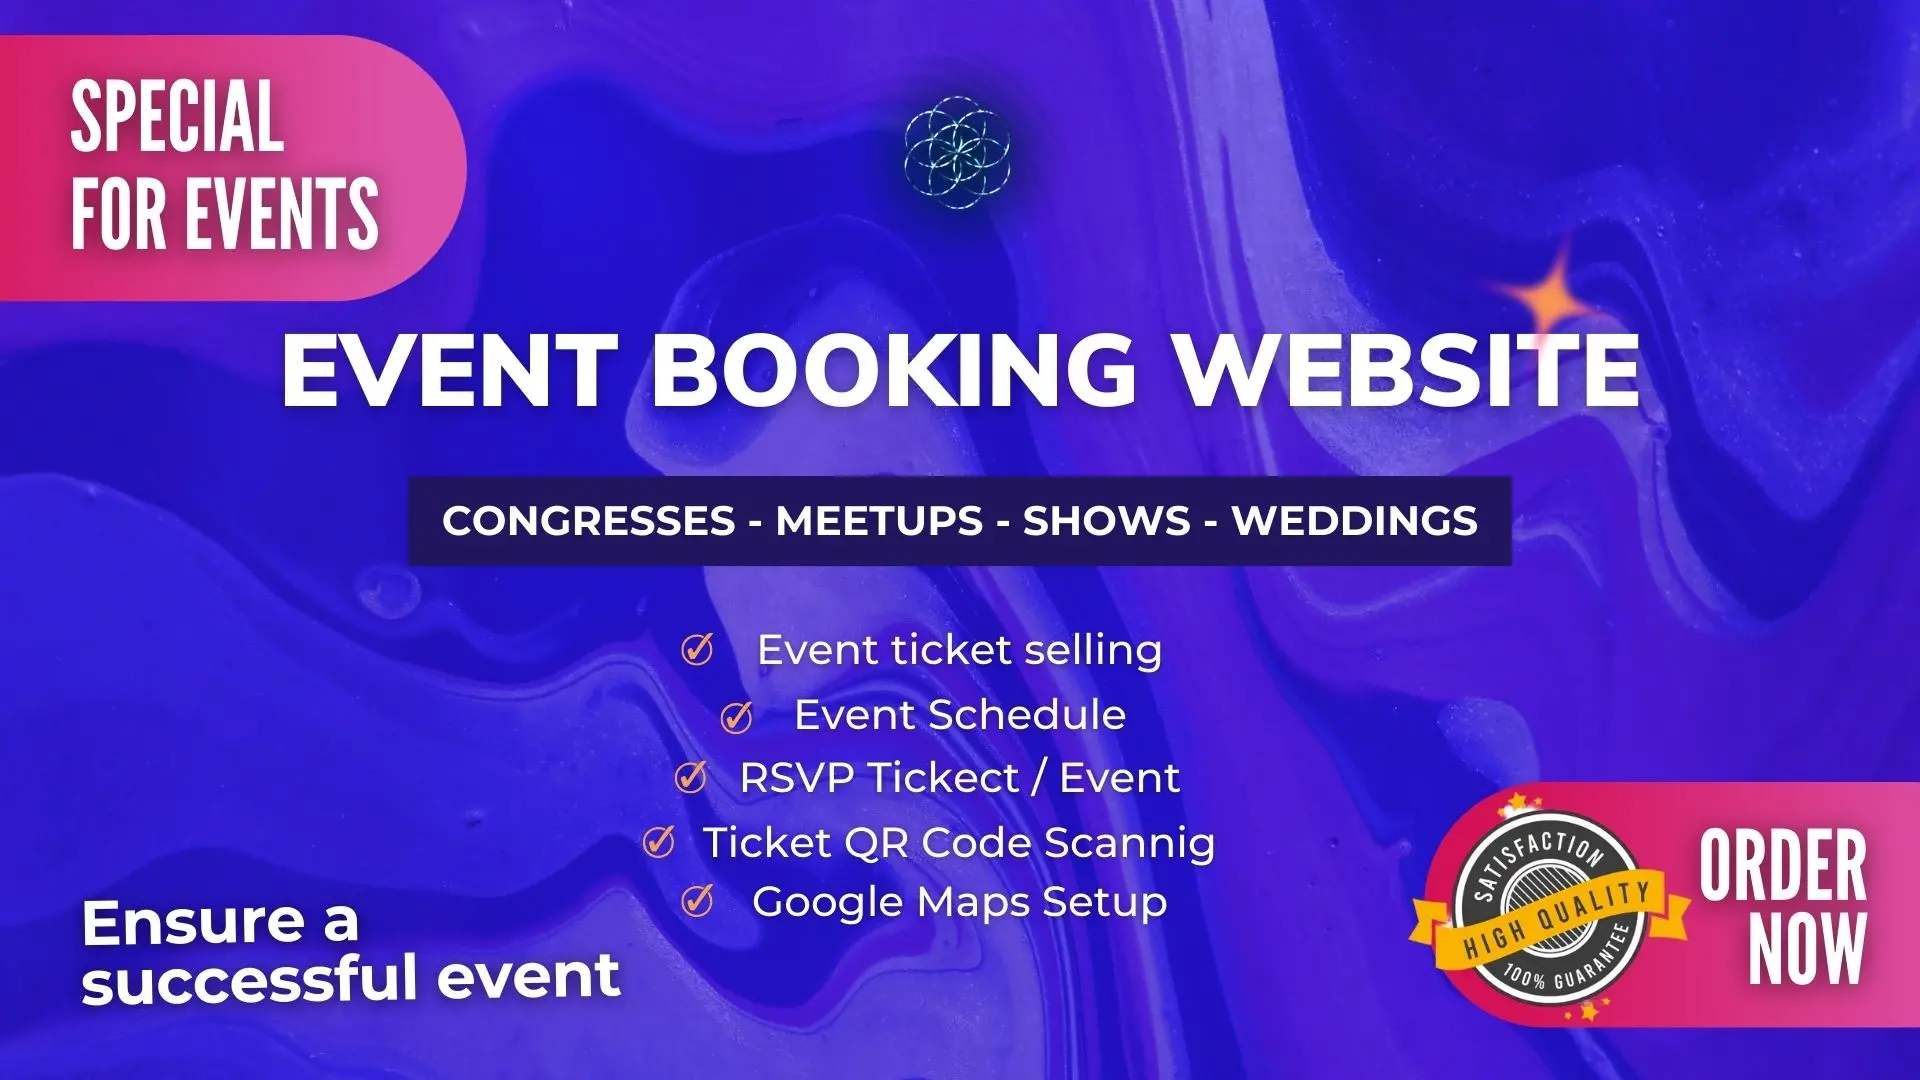 SPECIAL
FOR EVENTS
EVENT BOOKING WEBSITE
CONGRESSES - MEETUPS - SHOWS - WEDDINGS
Event ticket selling
Event Schedule
RSVP Tickect / Event
Ticket QR Code Scannig
Google Maps Setup
Ensure a
successful event
SATISFACTION
HIGH QUALITY
100% GUARANTEE
ORDER
NOW